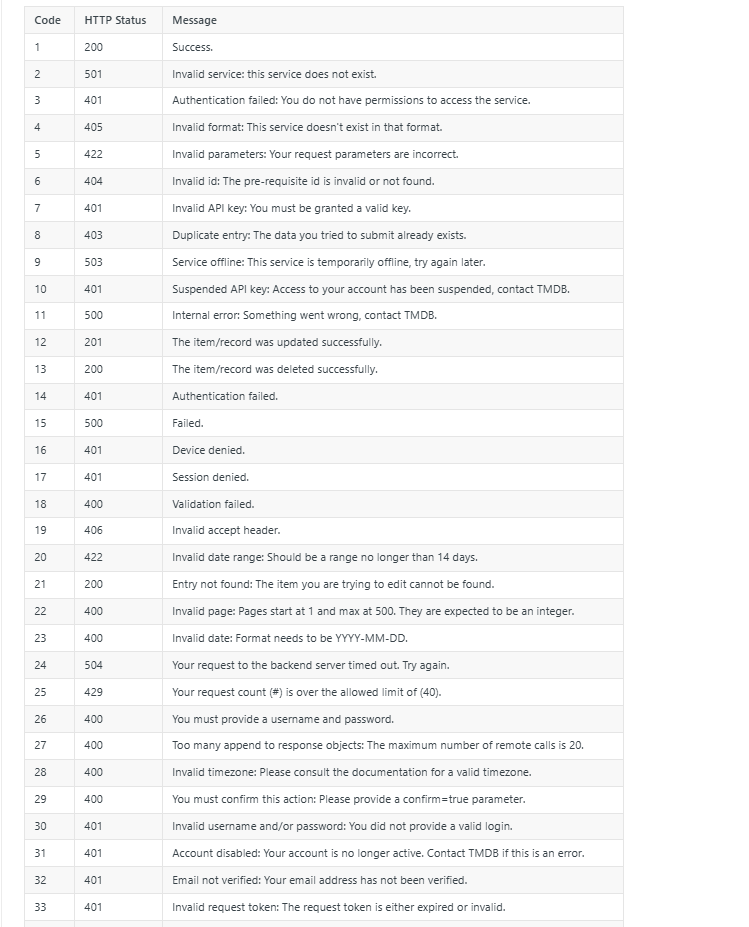 Code HTTP Status Message
1 200 Success.
2 501 Invalid service: this service does not exist.
3 401 Authentication failed: You do not have permissions to access the service.
4 405 Invalid format: This service doesn't exist in that format.
5 422 Invalid parameters: Your request parameters are incorrect.
6 404 Invalid id: The pre-requisite id is invalid or not found.
7 401 Invalid API key: You must be granted a valid key.
8 403 Duplicate entry: The data you tried to submit already exists.
9 503 Service offline: This service is temporarily offline, try again later.
10 401 Suspended API key: Access to your account has been suspended, contact TMDB.
11 500 Internal error: Something went wrong, contact TMDB.
12 201 The item/record was updated successfully.
13 200 The item/record was deleted successfully.
14 401 Authentication failed.
15 500 Failed.
16 401 Device denied.
17 401 Session denied.
18 400 Validation failed.
19 406 Invalid accept header.
20 422 Invalid date range: Should be a range no longer than 14 days.
21 200 Entry not found: The item you are trying to edit cannot be found.
22 400 Invalid page: Pages start at 1 and max at 500. They are expected to be an integer.
23 400 Invalid date: Format needs to be YYYY-MM-DD.
24 504 Your request to the backend server timed out. Try again.
25 429 Your request count (#) is over the allowed limit of (40).
26 400 You must provide a username and password.
27 400 Too many append to response objects: The maximum number of remote calls is 20.
28 400 Invalid timezone: Please consult the documentation for a valid timezone.
29 400 You must confirm this action: Please provide a confirm=true parameter.
30 401 Invalid username and/or password: You did not provide a valid login.
31 401 Account disabled: Your account is no longer active. Contact TMDB if this is an error.
32 401 Email not verified: Your email address has not been verified.
33 401 Invalid request token: The request token is either expired or invalid.